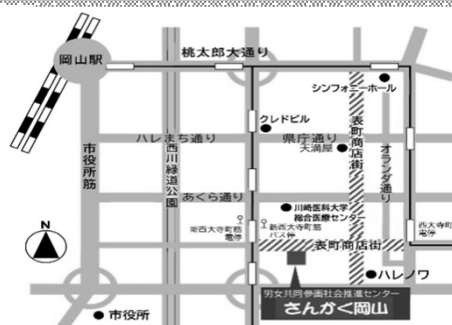 岡山駅
桃太郎大通り
シンフォニーホール
クレドビル
ハレまち通り
県庁通り
天満屋
表町商店街
オランダ通り
市役所筋
西川緑道公園
あくら通り
川崎医科大学
総合医療センター
新西大寺町筋
電停
新西大寺町筋
バス停
西大寺町
電停
表町商店街
N
ハレノワ
男女共同参画社会推進センター
さんかく岡山
市役所